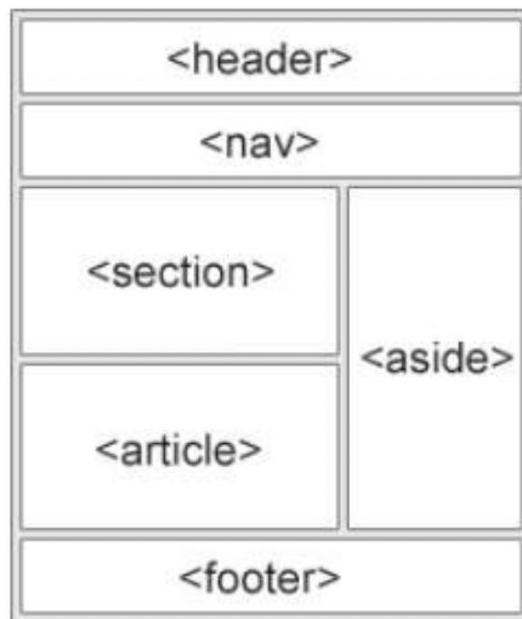 <header>
<nav>
<section>
<aside>
<article>
<footer>